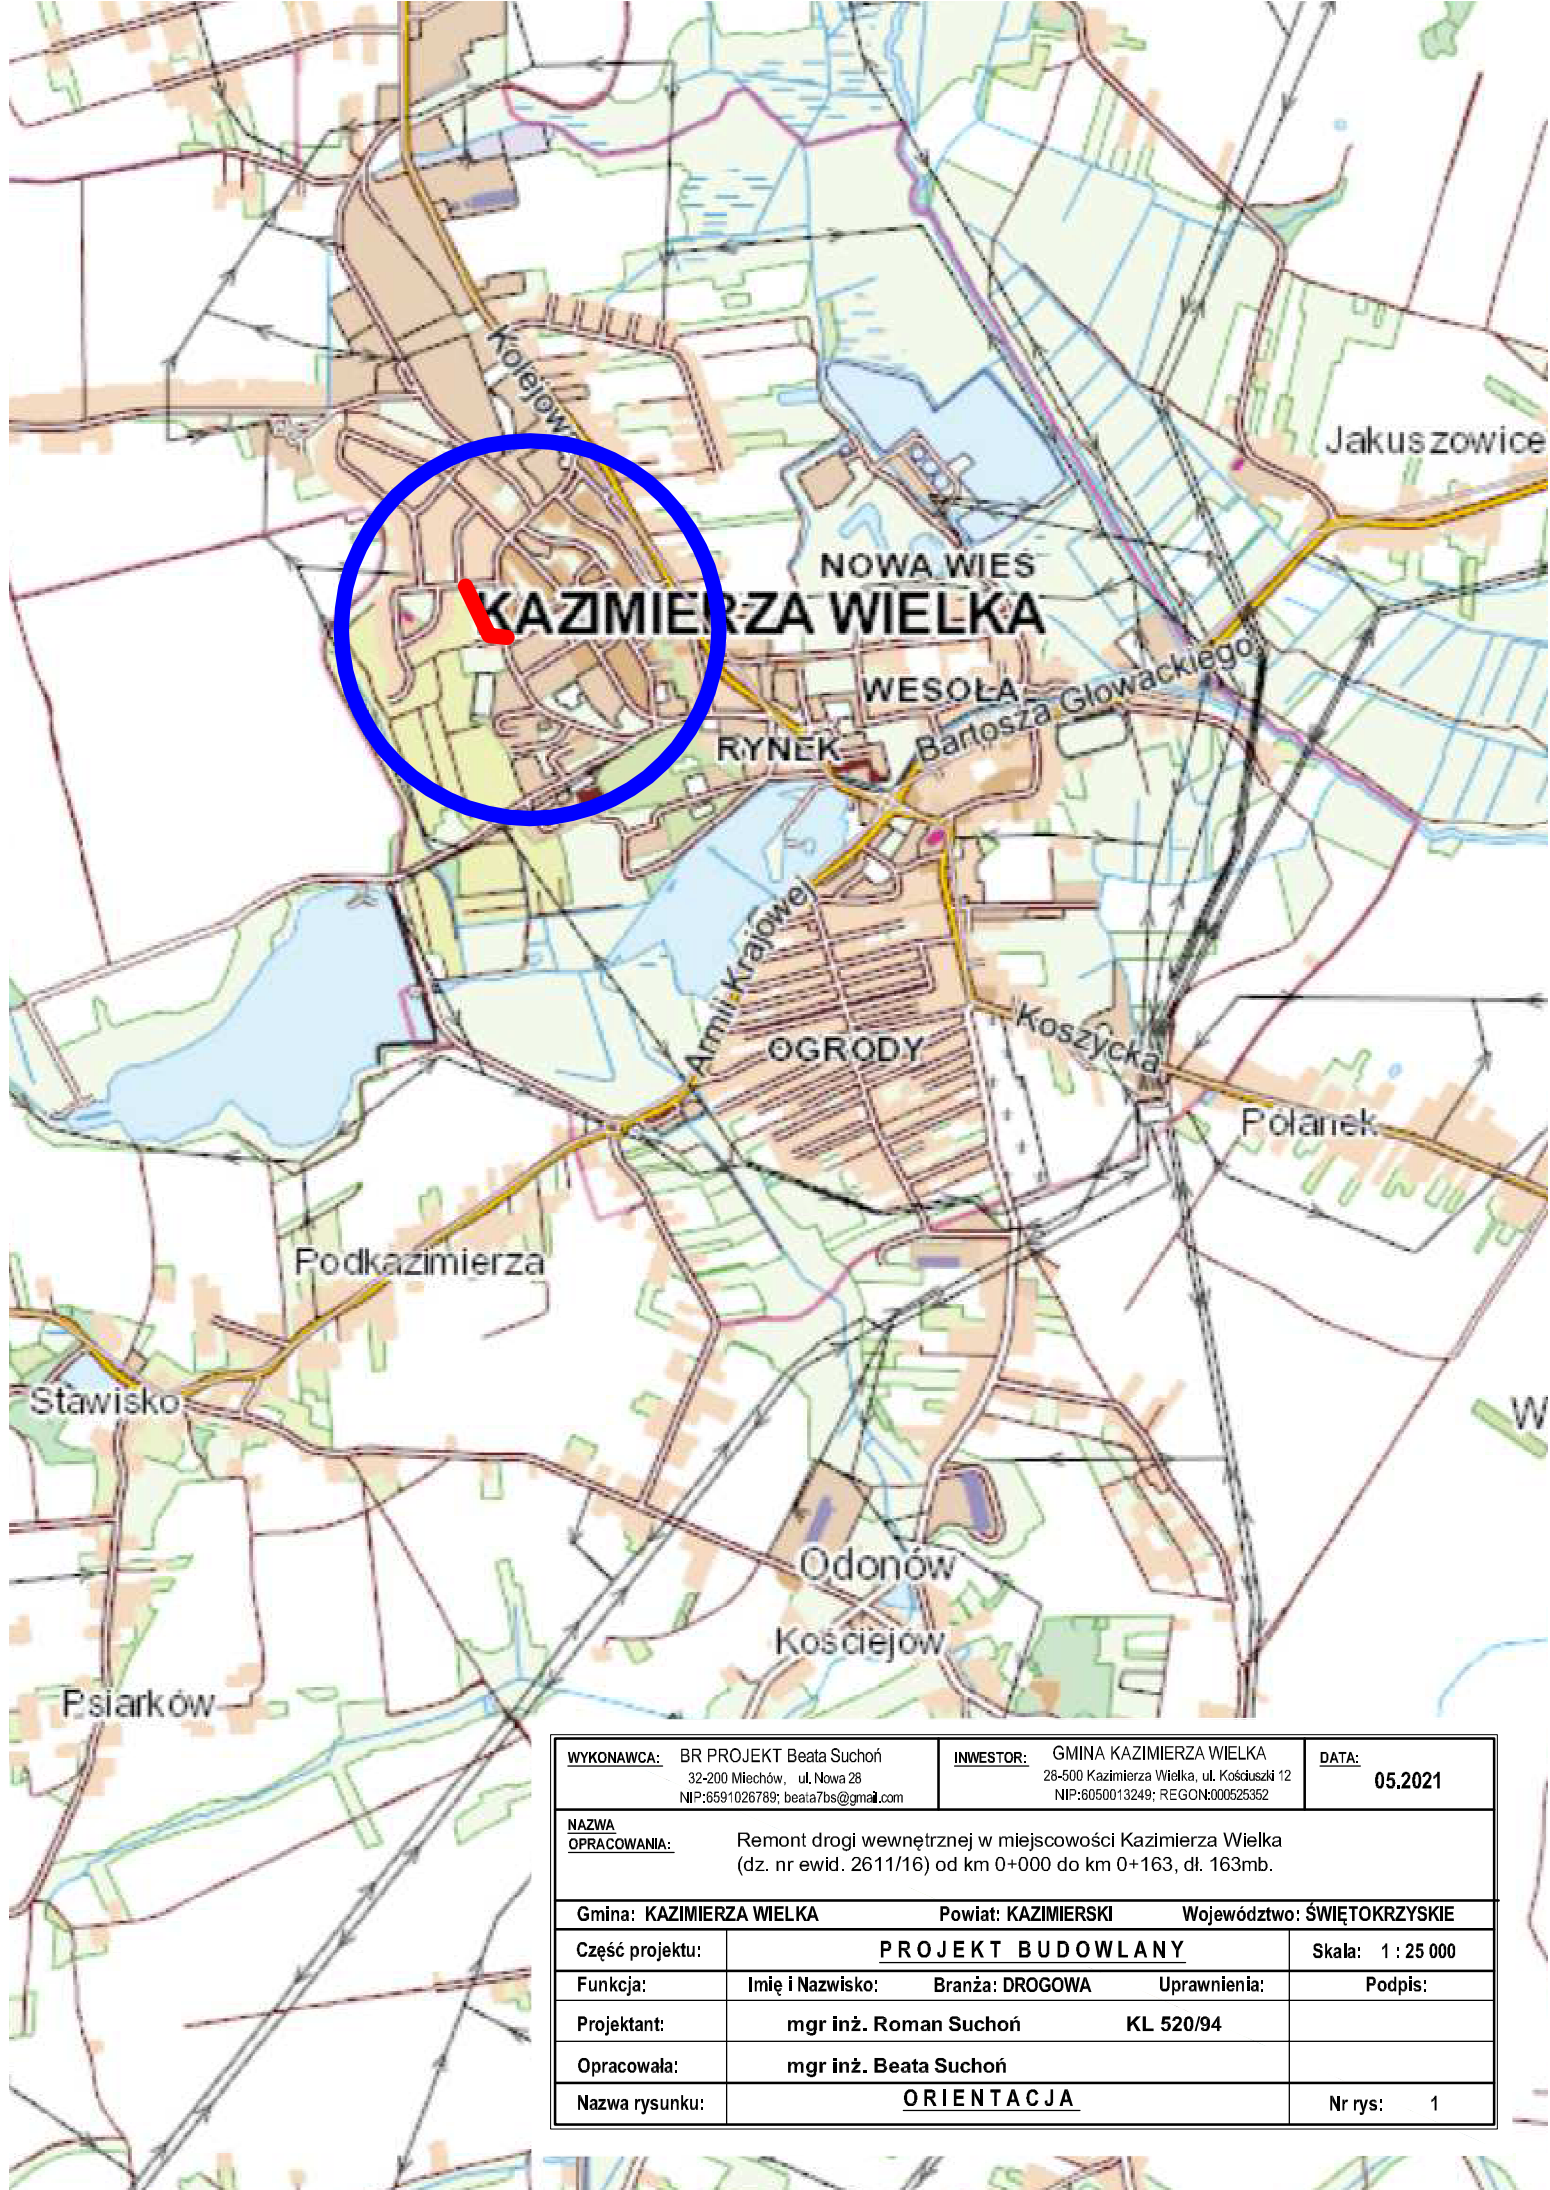 Kolejowa
Jakuszowice
NOWA WIEŚ
KAZIMIERZA WIELKA
WESOŁA
Bartosza Głowackiego
RYNEK
Armii Krajowej
OGRODY
Koszycka
Polanek
Podkazimierza
Stawisko
W
Odonów
Kościejów
Psiarków
WYKONAWCA: BR PROJEKT Beata Suchoń
32-200 Miechów, ul. Nowa 28
NIP:6591026789; beata7bs@gmail.com
INWESTOR: GMINA KAZIMIERZA WIELKA
28-500 Kazimierza Wielka, ul. Kościuszki 12
NIP:6050013249; REGON:000525352
DATA:
05.2021
NAZWA
OPRACOWANIA:
Remont drogi wewnętrznej w miejscowości Kazimierza Wielka
(dz. nr ewid. 2611/16) od km 0+000 do km 0+163, dł. 163mb.
Gmina: KAZIMIERZA WIELKA Powiat: KAZIMIERSKI Województwo: ŚWIĘTOKRZYSKIE
Część projektu: PROJEKT BUDOWLANY Skala: 1 : 25 000
Funkcja: Imię i Nazwisko: Branża: DROGOWA Uprawnienia: Podpis:
Projektant: mgr inż. Roman Suchoń KL 520/94
Opracowała: mgr inż. Beata Suchoń
Nazwa rysunku: ORIENTACJA Nr rys: 1